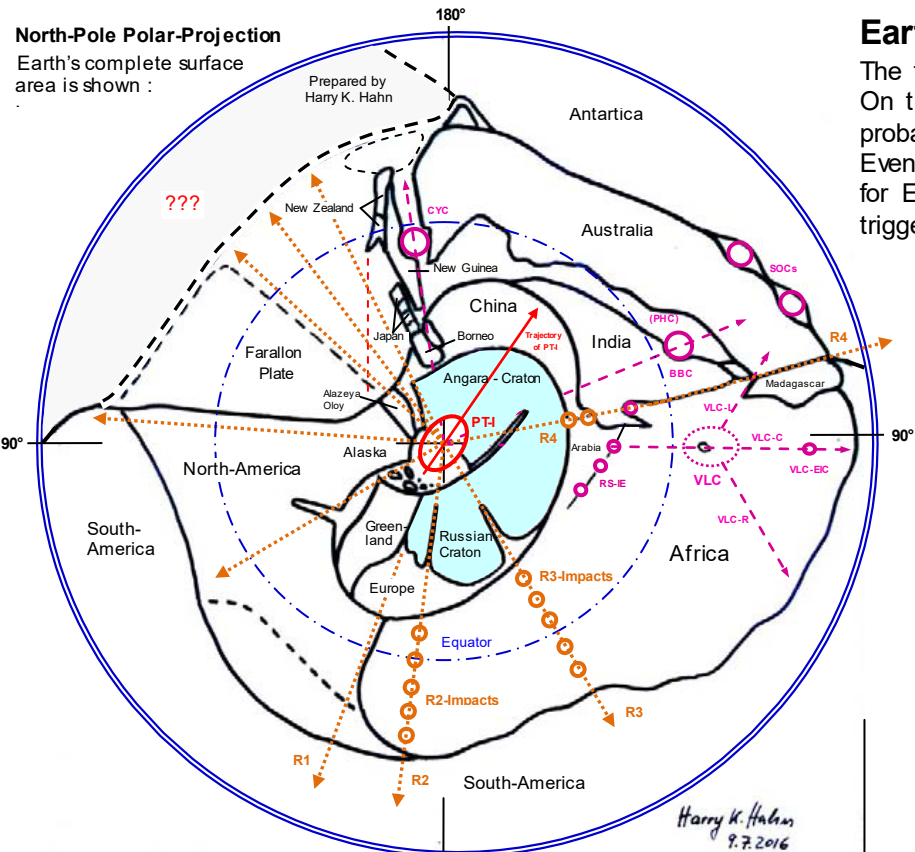 North-Pole Polar-Projection
Earth's complete surface
area is shown :
.
180°
Prepared by
Harry K. Hahn
Antartica
???
New Zealand
CYC
Australia
New Guinea
SOCs
China
(PHC)
Japan
Borneo
Trajectory
of PT-I
India
R4
Farallon
Plate
BBC
Angara - Craton
Madagascar
Alazeya
Oloy
PT-I
VLC-L
R4
90°
Alaska
Arabia
VLC-C
90°
North-America
RS-IE
VLC
VLC-EIC
South-
America
VLC-R
Green-
land
Russian
Craton
Africa
R3-Impacts
Europe
Equator
R2-Impacts
R3
R1
R2
South-America
Harry K. Hahn
9.7.2016
The
On t
proba
Even
for E
trigge